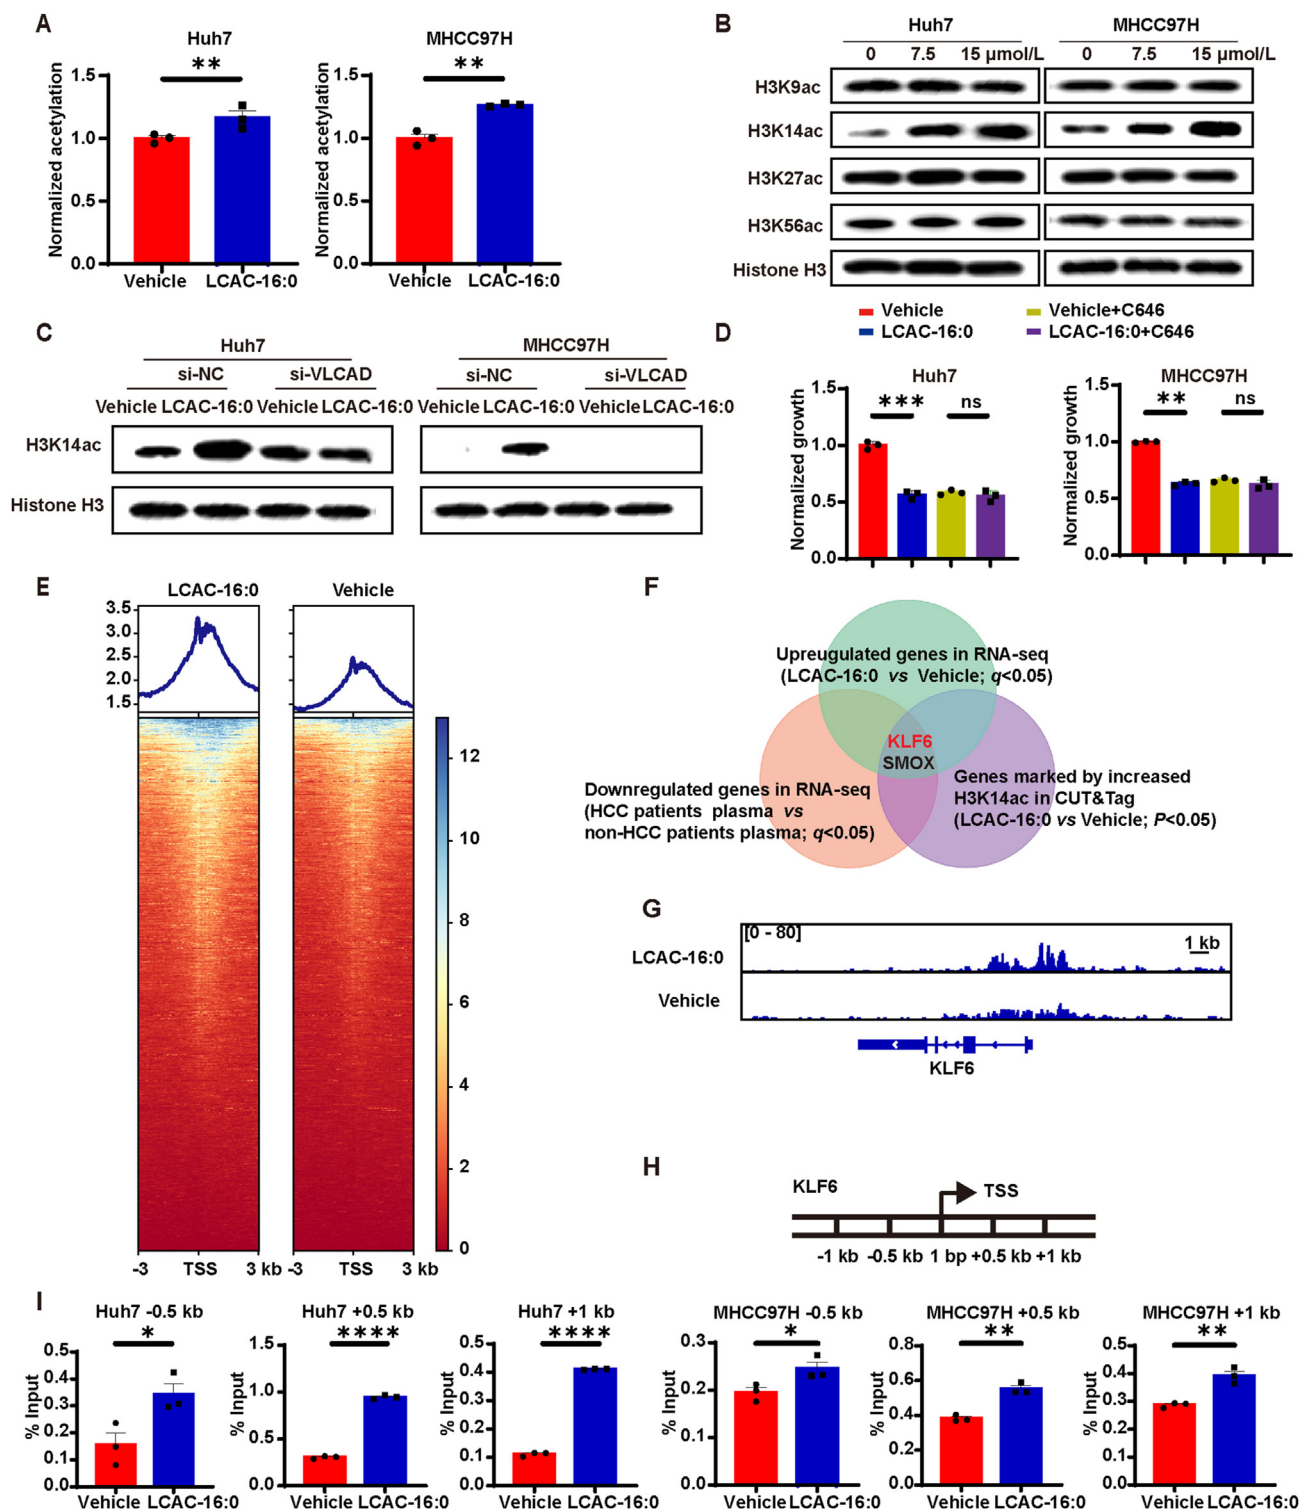 A
Huh7
**
Normalized acetylation
1.5
1.0
0.5
0.0
Vehicle LCAC-16:0
MHCC97H
**
Normalized acetylation
1.5
1.0
0.5
0.0
Vehicle LCAC-16:0
B
Huh7 MHCC97H
0 7.5 15 μmol/L 0 7.5 15 μmol/L
H3K9ac
H3K14ac
H3K27ac
H3K56ac
Histone H3
C
Huh7 MHCC97H
si-NC si-VLCAD si-NC si-VLCAD
Vehicle LCAC-16:0 Vehicle LCAC-16:0 Vehicle LCAC-16:0 Vehicle LCAC-16:0
H3K14ac
Histone H3
Vehicle Vehicle+C646
LCAC-16:0 LCAC-16:0+C646
D
Huh7
*** ns
Normalized growth
1.5
1.0
0.5
0.0
MHCC97H
** ns
Normalized growth
1.5
1.0
0.5
0.0
E
LCAC-16:0 Vehicle
3.5
3.0
2.5
2.0
1.5
12
10
8
6
4
2
0
-3 TSS 3 kb -3 TSS 3 kb
F
Upreugulated genes in RNA-seq
(LCAC-16:0 vs Vehicle; q<0.05)
KLF6
SMOX
Downregulated genes in RNA-seq
(HCC patients plasma vs
non-HCC patients plasma; q<0.05)
Genes marked by increased
H3K14ac in CUT&Tag
(LCAC-16:0 vs Vehicle; P<0.05)
G
[0 - 80]
1 kb
LCAC-16:0
Vehicle
KLF6
H
KLF6 TSS
-1 kb -0.5 kb 1 bp +0.5 kb +1 kb
I
Huh7 -0.5 kb
*
% Input
0.5
0.4
0.3
0.2
0.1
0.0
Vehicle LCAC-16:0
Huh7 +0.5 kb
****
% Input
1.5
1.0
0.5
0.0
Vehicle LCAC-16:0
Huh7 +1 kb
****
% Input
0.5
0.4
0.3
0.2
0.1
0.0
Vehicle LCAC-16:0
MHCC97H -0.5 kb
*
% Input
0.3
0.2
0.1
0.0
Vehicle LCAC-16:0
MHCC97H +0.5 kb
**
% Input
0.8
0.6
0.4
0.2
0.0
Vehicle LCAC-16:0
MHCC97H +1 kb
**
% Input
0.5
0.4
0.3
0.2
0.1
0.0
Vehicle LCAC-16:0